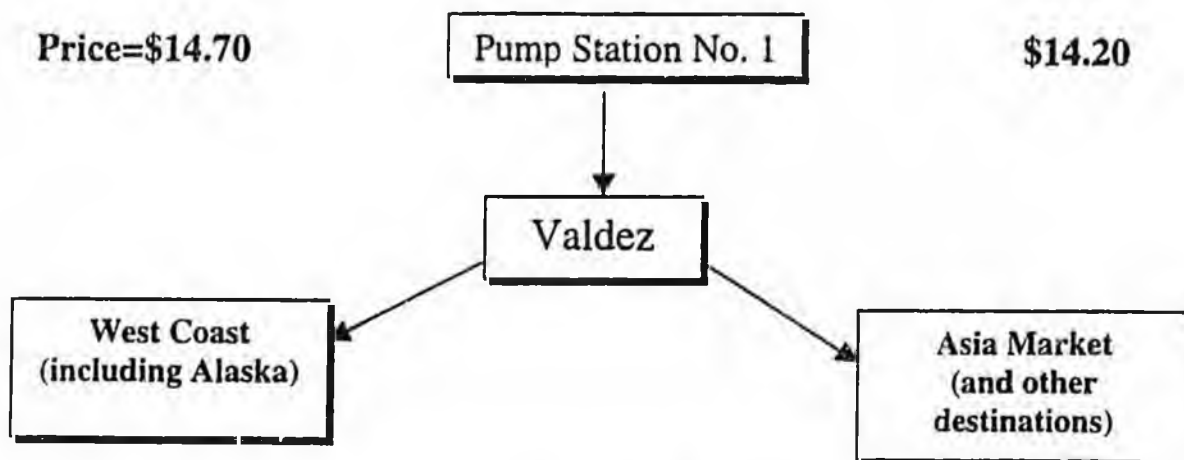 Price=$14.70
Pump Station No. 1
$14.20
Valdez
West Coast
(including Alaska)
Asia Market
(and other
destinations)